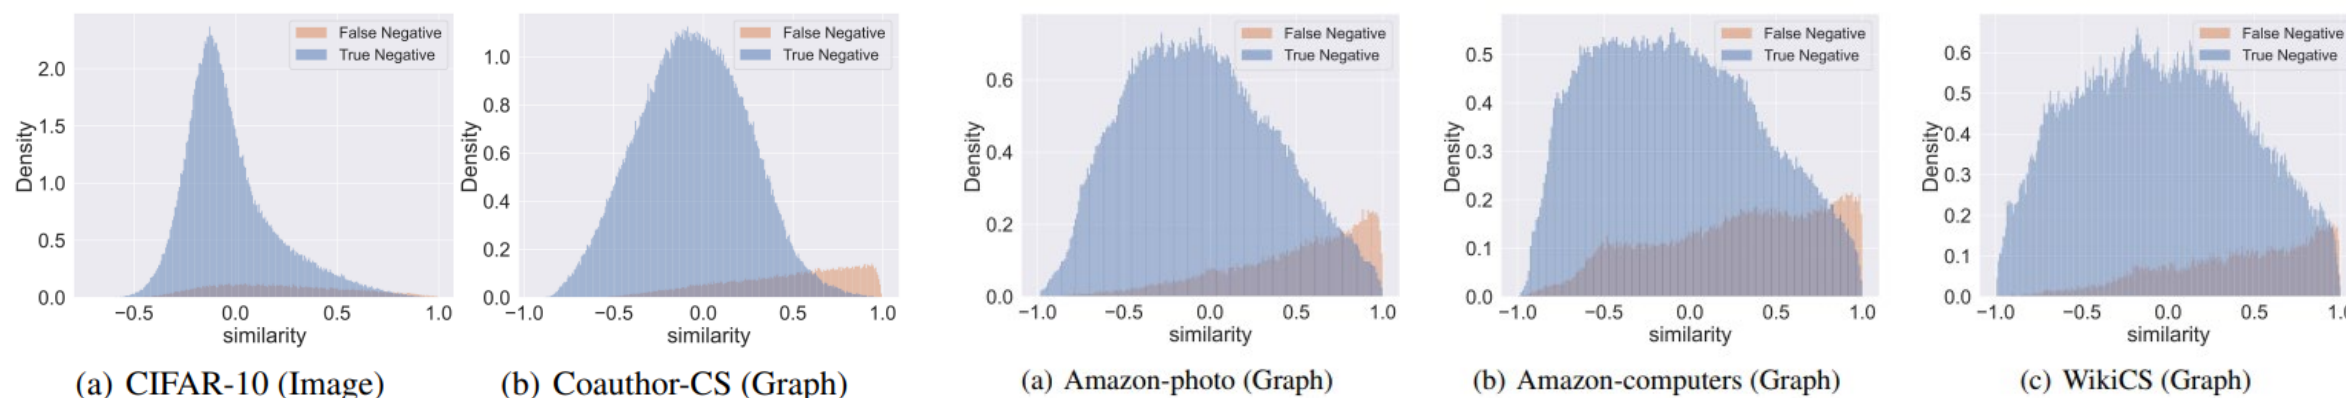 Density
2.0
1.5
1.0
0.5
0.0
−0.5
0.0
0.5
1.0
similarity
False Negative
True Negative
(a) CIFAR-10 (Image)
Density
1.0
0.8
0.6
0.4
0.2
0.0
−1.0
−0.5
0.0
0.5
1.0
similarity
False Negative
True Negative
(b) Coauthor-CS (Graph)
Density
0.6
0.4
0.2
0.0
−1.0
−0.5
0.0
0.5
1.0
similarity
False Negative
True Negative
(a) Amazon-photo (Graph)
Density
0.5
0.4
0.3
0.2
0.1
0.0
−1.0
−0.5
0.0
0.5
1.0
similarity
False Negative
True Negative
(b) Amazon-computers (Graph)
Density
0.6
0.5
0.4
0.3
0.2
0.1
0.0
−1.0
−0.5
0.0
0.5
similarity
False Negative
True Negative
(c) WikiCS (Graph)